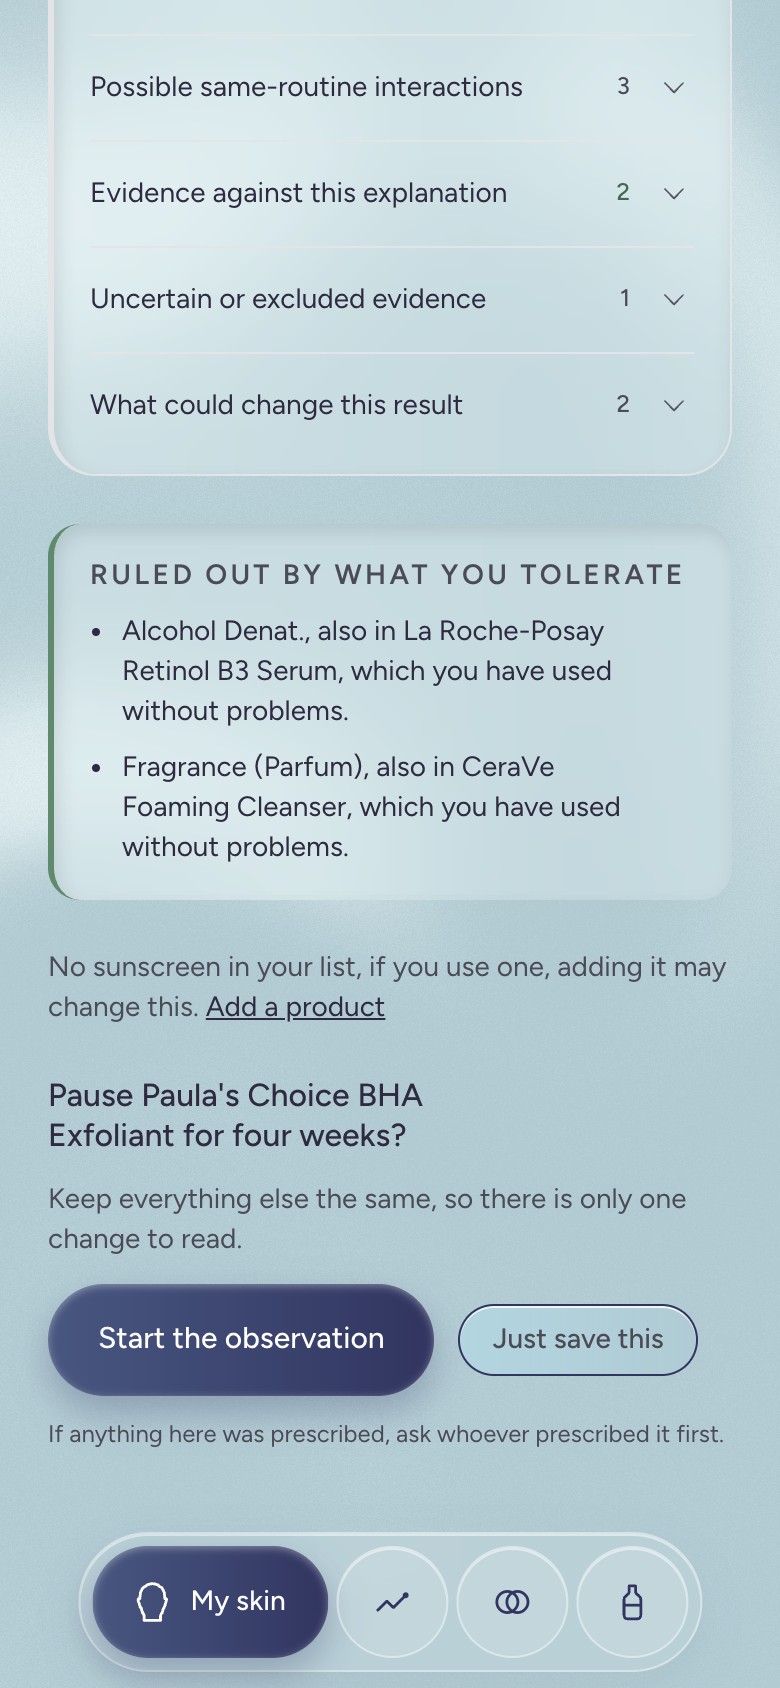 Possible same-routine interactions 3
Evidence against this explanation 2
Uncertain or excluded evidence 1
What could change this result 2
RULED OUT BY WHAT YOU TOLERATE
• Alcohol Denat., also in La Roche-Posay
Retinol B3 Serum, which you have used
without problems.
• Fragrance (Parfum), also in CeraVe
Foaming Cleanser, which you have used
without problems.
No sunscreen in your list, if you use one, adding it may
change this. Add a product
Pause Paula's Choice BHA
Exfoliant for four weeks?
Keep everything else the same, so there is only one
change to read.
Start the observation
Just save this
If anything here was prescribed, ask whoever prescribed it first.
My skin